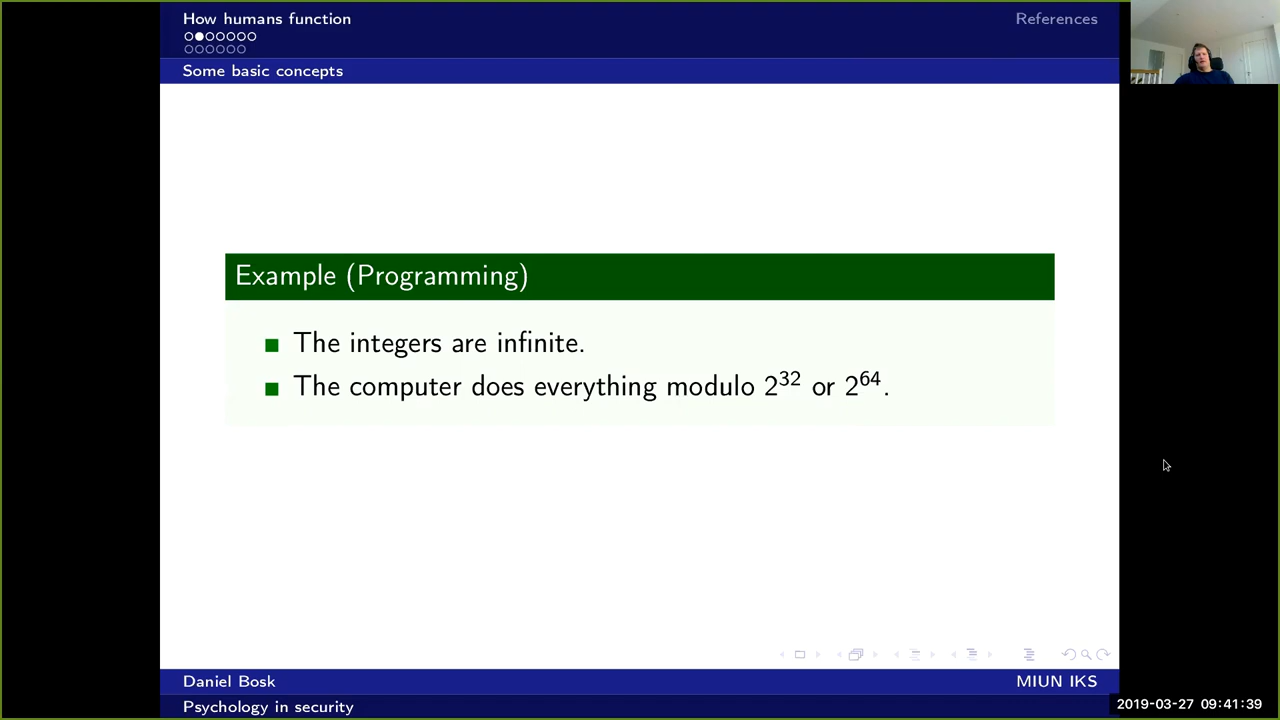 How humans function
References
Some basic concepts
Example (Programming)
The integers are infinite.
The computer does everything modulo 2³² or 2⁶⁴.
Daniel Bosk
MIUN IKS
Psychology in security
2019-03-27 09:41:39